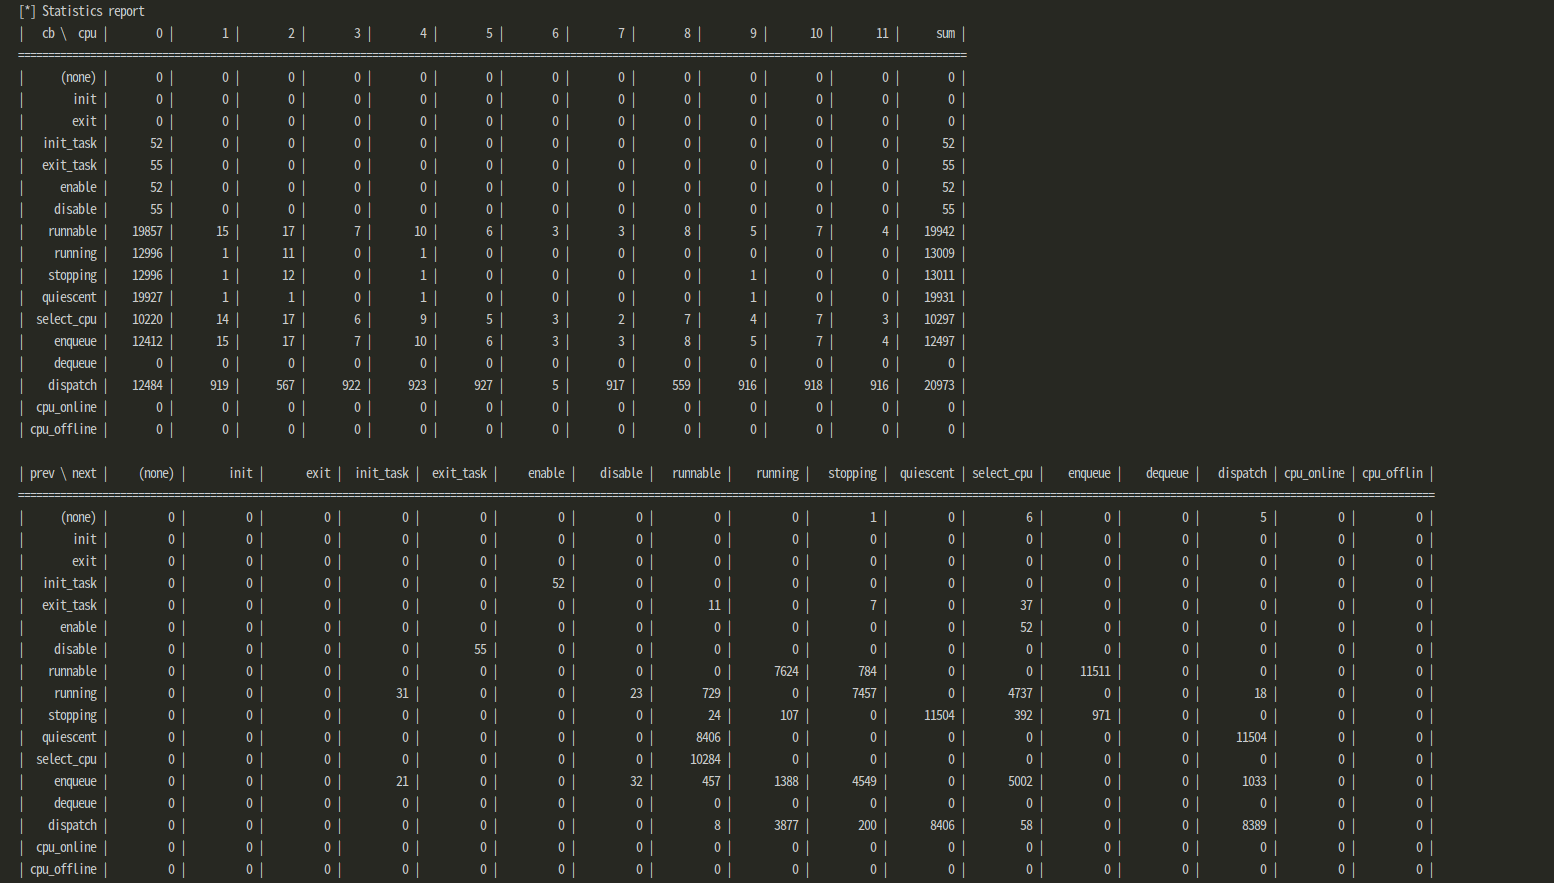 [*] Statistics report
| cb \ cpu | 0 | 1 | 2 | 3 | 4 | 5 | 6 | 7 | 8 | 9 | 10 | 11 | sum |
================================================================
| (none) | 0 | 0 | 0 | 0 | 0 | 0 | 0 | 0 | 0 | 0 | 0 | 0 | 0 |
| init | 0 | 0 | 0 | 0 | 0 | 0 | 0 | 0 | 0 | 0 | 0 | 0 | 0 |
| exit | 0 | 0 | 0 | 0 | 0 | 0 | 0 | 0 | 0 | 0 | 0 | 0 | 0 |
| init_task | 52 | 0 | 0 | 0 | 0 | 0 | 0 | 0 | 0 | 0 | 0 | 0 | 52 |
| exit_task | 55 | 0 | 0 | 0 | 0 | 0 | 0 | 0 | 0 | 0 | 0 | 0 | 55 |
| enable | 52 | 0 | 0 | 0 | 0 | 0 | 0 | 0 | 0 | 0 | 0 | 0 | 52 |
| disable | 55 | 0 | 0 | 0 | 0 | 0 | 0 | 0 | 0 | 0 | 0 | 0 | 55 |
| runnable | 19857 | 15 | 17 | 7 | 10 | 6 | 3 | 3 | 8 | 5 | 7 | 4 | 19942 |
| running | 12996 | 1 | 11 | 0 | 1 | 0 | 0 | 0 | 0 | 0 | 0 | 0 | 13009 |
| stopping | 12996 | 1 | 12 | 0 | 1 | 0 | 0 | 0 | 0 | 1 | 0 | 0 | 13011 |
| quiescent | 19927 | 1 | 1 | 0 | 1 | 0 | 0 | 0 | 0 | 1 | 0 | 0 | 19931 |
| select_cpu | 10220 | 14 | 17 | 6 | 9 | 5 | 3 | 2 | 7 | 4 | 7 | 3 | 10297 |
| enqueue | 12412 | 15 | 17 | 7 | 10 | 6 | 3 | 3 | 8 | 5 | 7 | 4 | 12497 |
| dequeue | 0 | 0 | 0 | 0 | 0 | 0 | 0 | 0 | 0 | 0 | 0 | 0 | 0 |
| dispatch | 12484 | 919 | 567 | 922 | 923 | 927 | 5 | 917 | 559 | 916 | 918 | 916 | 20973 |
| cpu_online | 0 | 0 | 0 | 0 | 0 | 0 | 0 | 0 | 0 | 0 | 0 | 0 | 0 |
| cpu_offline | 0 | 0 | 0 | 0 | 0 | 0 | 0 | 0 | 0 | 0 | 0 | 0 | 0 |
| prev \ next | (none) | init | exit | init_task | exit_task | enable | disable | runnable | running | stopping | quiescent | select_cpu | enqueue | dequeue | dispatch | cpu_online | cpu_offlin |
================================================================
| (none) | 0 | 0 | 0 | 0 | 0 | 0 | 0 | 0 | 0 | 1 | 0 | 6 | 0 | 0 | 5 | 0 | 0 |
| init | 0 | 0 | 0 | 0 | 0 | 0 | 0 | 0 | 0 | 0 | 0 | 0 | 0 | 0 | 0 | 0 | 0 |
| exit | 0 | 0 | 0 | 0 | 0 | 0 | 0 | 0 | 0 | 0 | 0 | 0 | 0 | 0 | 0 | 0 | 0 |
| init_task | 0 | 0 | 0 | 0 | 0 | 52 | 0 | 0 | 0 | 0 | 0 | 0 | 0 | 0 | 0 | 0 | 0 |
| exit_task | 0 | 0 | 0 | 0 | 0 | 0 | 0 | 11 | 0 | 7 | 0 | 37 | 0 | 0 | 0 | 0 | 0 |
| enable | 0 | 0 | 0 | 0 | 0 | 0 | 0 | 0 | 0 | 0 | 0 | 52 | 0 | 0 | 0 | 0 | 0 |
| disable | 0 | 0 | 0 | 0 | 55 | 0 | 0 | 0 | 0 | 0 | 0 | 0 | 0 | 0 | 0 | 0 | 0 |
| runnable | 0 | 0 | 0 | 0 | 0 | 0 | 0 | 0 | 7624 | 784 | 0 | 0 | 11511 | 0 | 0 | 0 | 0 |
| running | 0 | 0 | 0 | 31 | 0 | 0 | 23 | 729 | 0 | 7457 | 0 | 4737 | 0 | 0 | 18 | 0 | 0 |
| stopping | 0 | 0 | 0 | 0 | 0 | 0 | 0 | 24 | 107 | 0 | 11504 | 392 | 971 | 0 | 0 | 0 | 0 |
| quiescent | 0 | 0 | 0 | 0 | 0 | 0 | 0 | 8406 | 0 | 0 | 0 | 0 | 0 | 0 | 11504 | 0 | 0 |
| select_cpu | 0 | 0 | 0 | 0 | 0 | 0 | 0 | 10284 | 0 | 0 | 0 | 0 | 0 | 0 | 0 | 0 | 0 |
| enqueue | 0 | 0 | 0 | 21 | 0 | 0 | 32 | 457 | 1388 | 4549 | 0 | 5002 | 0 | 0 | 1033 | 0 | 0 |
| dequeue | 0 | 0 | 0 | 0 | 0 | 0 | 0 | 0 | 0 | 0 | 0 | 0 | 0 | 0 | 0 | 0 | 0 |
| dispatch | 0 | 0 | 0 | 0 | 0 | 0 | 0 | 8 | 3877 | 200 | 8406 | 58 | 0 | 0 | 8389 | 0 | 0 |
| cpu_online | 0 | 0 | 0 | 0 | 0 | 0 | 0 | 0 | 0 | 0 | 0 | 0 | 0 | 0 | 0 | 0 | 0 |
| cpu_offline | 0 | 0 | 0 | 0 | 0 | 0 | 0 | 0 | 0 | 0 | 0 | 0 | 0 | 0 | 0 | 0 | 0 |